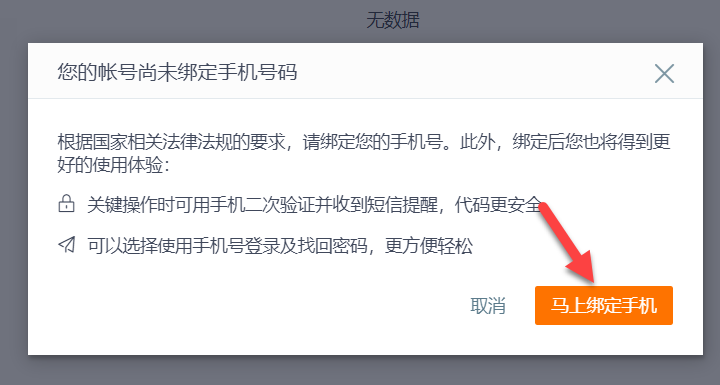 无数据
您的帐号尚未绑定手机号码
根据国家相关法律法规的要求，请绑定您的手机号。此外，绑定后您也将得到更
好的使用体验：
关键操作时可用手机二次验证并收到短信提醒，代码更安全
可以选择使用手机号登录及找回密码，更方便轻松
取消
马上绑定手机